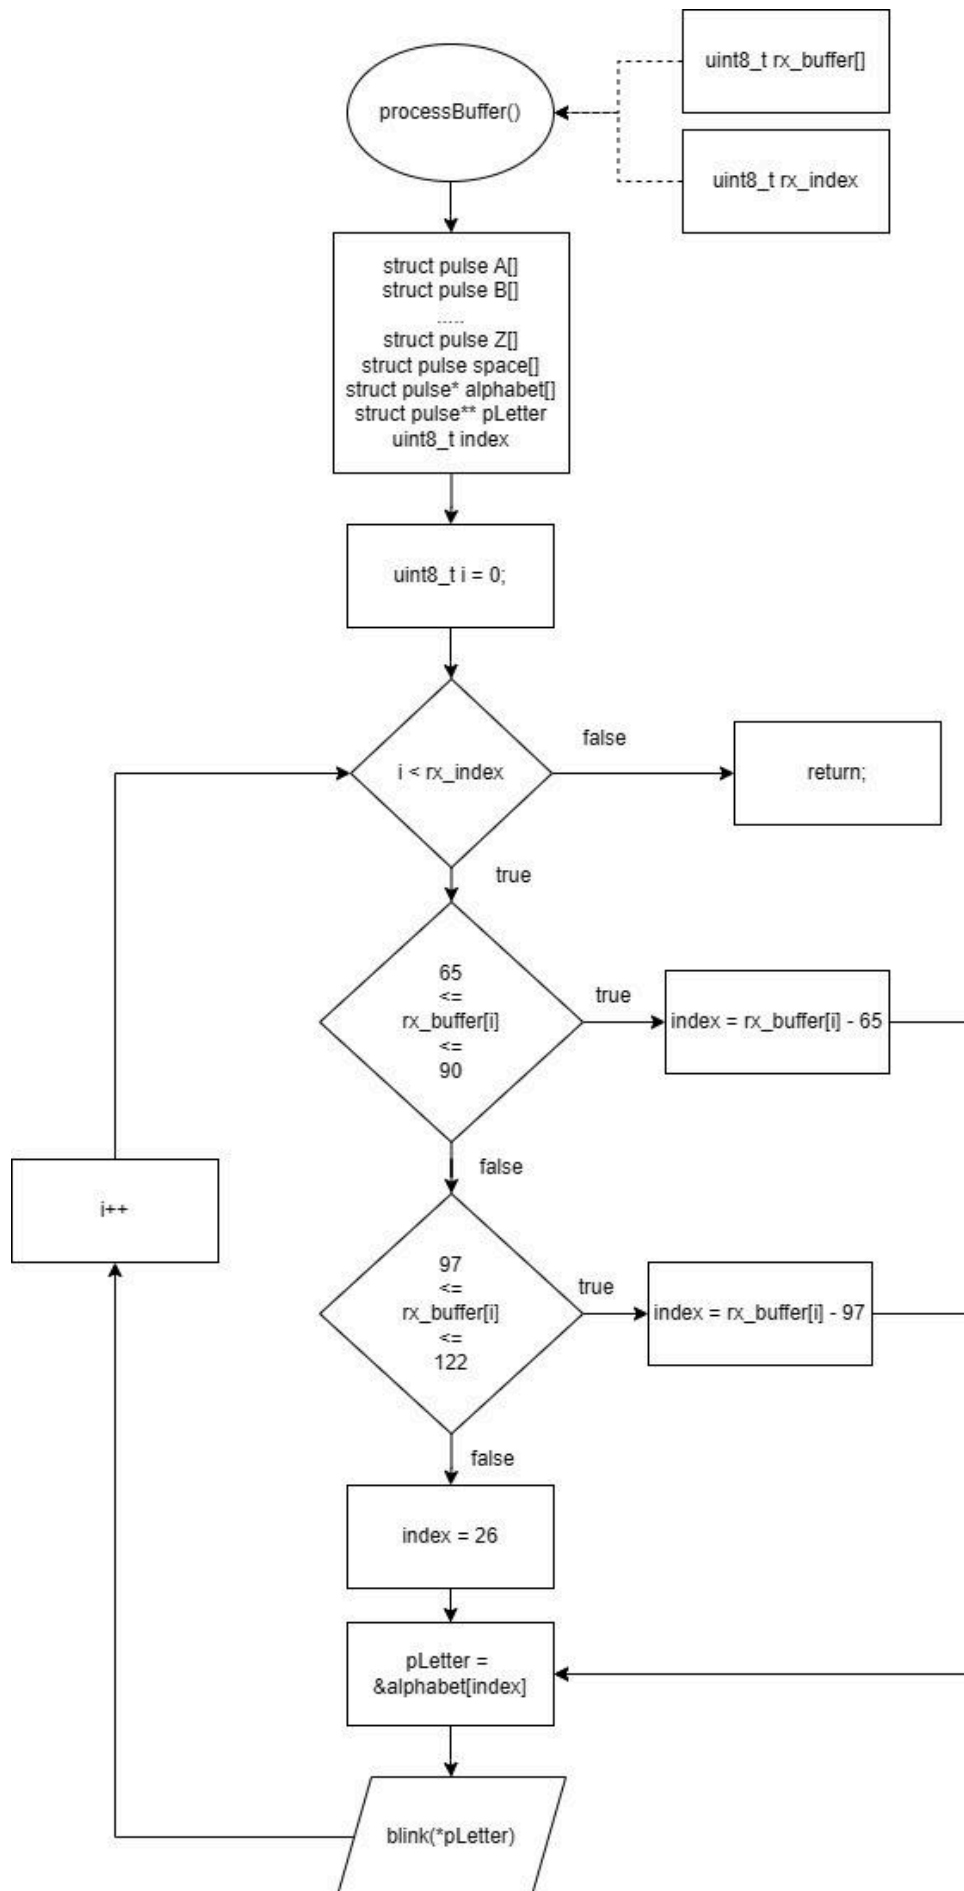 uint8_t rx_buffer[]
processBuffer()
uint8_t rx_index
struct pulse A[]
struct pulse B[]
.....
struct pulse Z[]
struct pulse space[]
struct pulse* alphabet[]
struct pulse** pLetter
uint8_t index
uint8_t i = 0;
i < rx_index
false
return;
true
65
<=
rx_buffer[i]
<=
90
true
index = rx_buffer[i] - 65
false
i++
97
<=
rx_buffer[i]
<=
122
true
index = rx_buffer[i] - 97
false
index = 26
pLetter =
&alphabet[index]
blink(*pLetter)